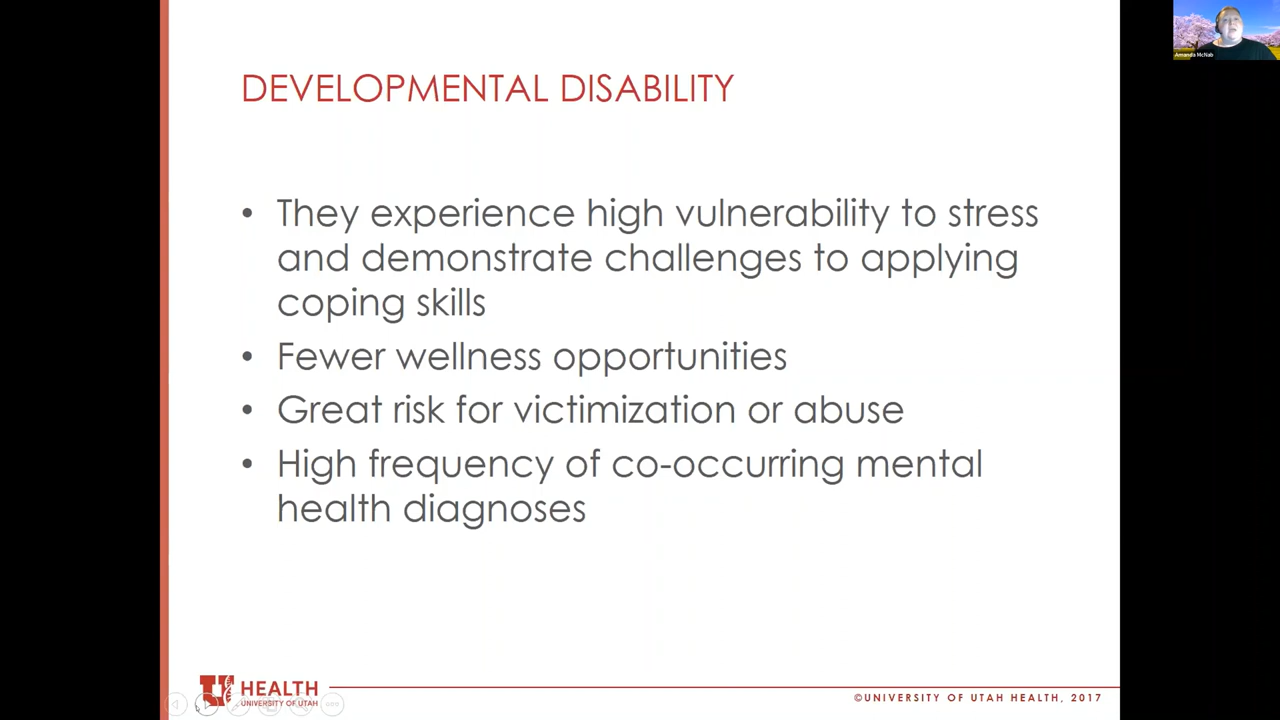 Amanda McNab
DEVELOPMENTAL DISABILITY
• They experience high vulnerability to stress
and demonstrate challenges to applying
coping skills
• Fewer wellness opportunities
• Great risk for victimization or abuse
• High frequency of co-occurring mental
health diagnoses
U HEALTH
UNIVERSITY OF UTAH
©UNIVERSITY OF UTAH HEALTH, 2017